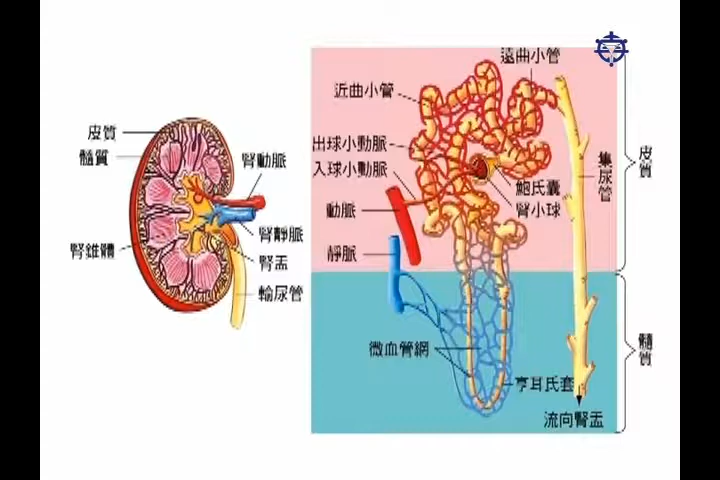 皮質
髓質
腎動脈
腎靜脈
腎錐體
腎盂
輸尿管
遠曲小管
近曲小管
出球小動脈
入球小動脈
鮑氏囊
腎小球
動脈
靜脈
集尿管
皮質
微血管網
亨耳氏套
髓質
流向腎盂